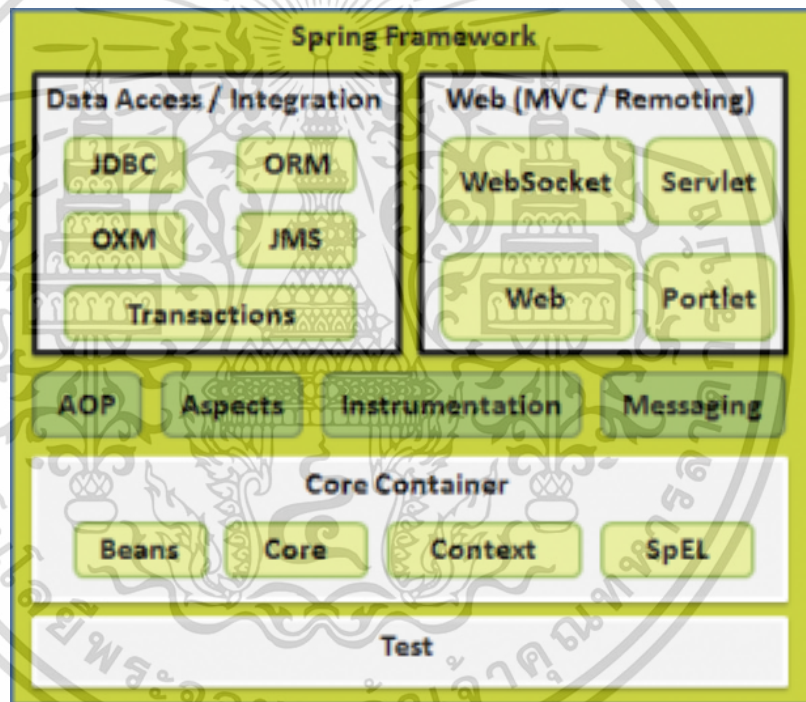 Spring Framework
Data Access / Integration
JDBC ORM
OXM JMS
Transactions
Web (MVC / Remoting)
WebSocket Servlet
Web Portlet
AOP Aspects Instrumentation Messaging
Core Container
Beans Core Context SpEL
Test